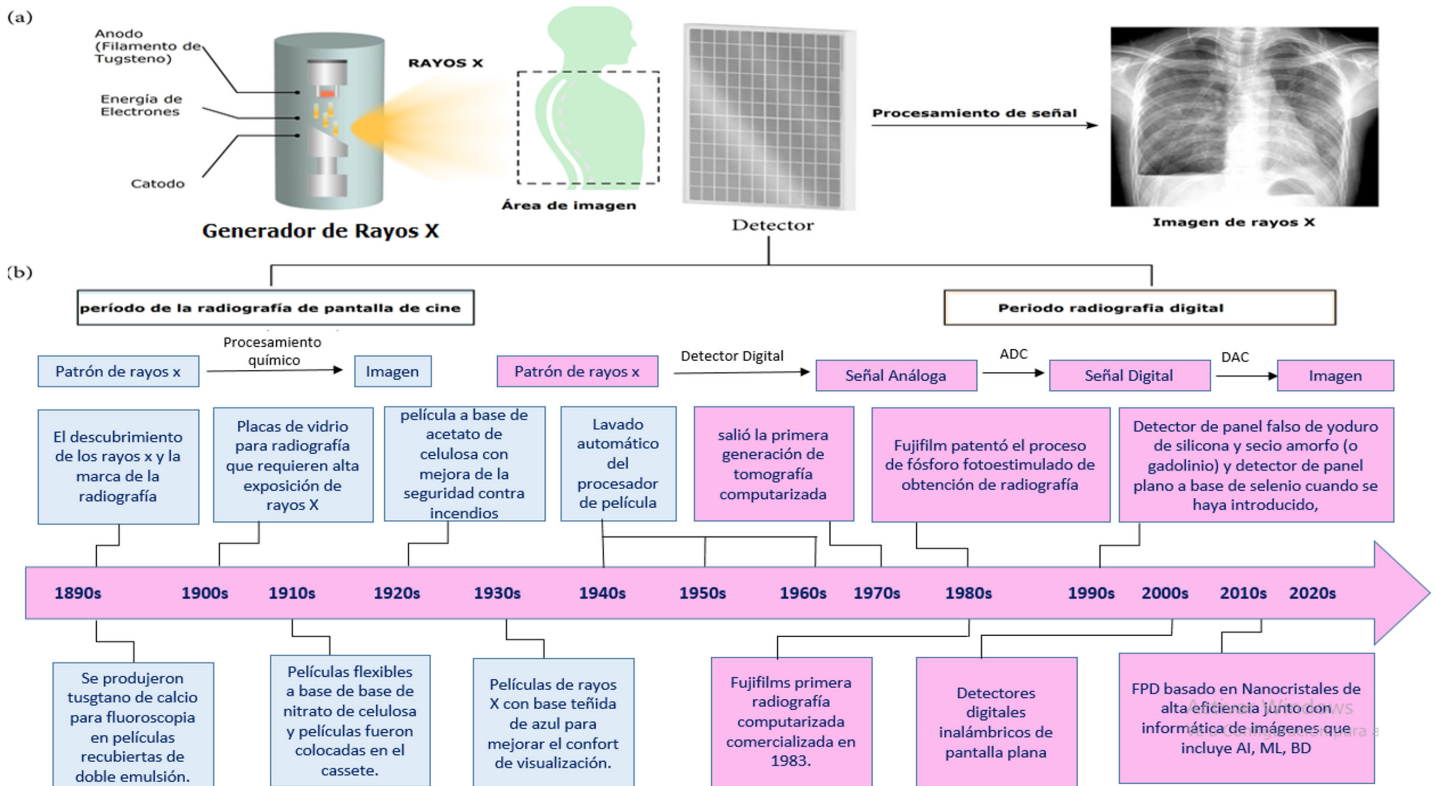 (a)
Anodo
(Filamento de
Tugsteno)
Energía de
Electrones
Catodo
RAYOS X
Generador de Rayos X
Área de imagen
Detector
Procesamiento de señal
Imagen de rayos X
(b)
período de la radiografía de pantalla de cine
Periodo radiografia digital
Patrón de rayos x
Procesamiento
químico
Imagen
Patrón de rayos x
Detector Digital
Señal Análoga
ADC
Señal Digital
DAC
Imagen
El descubrimiento
de los rayos x y la
marca de la
radiografía
Placas de vidrio
para radiografía
que requieren alta
exposición de
rayos X
película a base de
acetato de
celulosa con
mejora de la
seguridad contra
incendios
Lavado
automático
del
procesador
de película
salió la primera
generación de
tomografía
computarizada
Fujifilm patentó el proceso
de fósforo fotoestimulado de
obtención de radiografía
Detector de panel falso de yoduro
de silicona y secio amorfo (o
gadolinio) y detector de panel
plano a base de selenio cuando se
haya introducido,
1890s 1900s 1910s 1920s 1930s 1940s 1950s 1960s 1970s 1980s 1990s 2000s 2010s 2020s
Se produjeron
tusgtano de calcio
para fluoroscopia
en películas
recubiertas de
doble emulsión.
Películas flexibles
a base de base de
nitrato de celulosa
y películas fueron
colocadas en el
cassete.
Películas de rayos
X con base teñida
de azul para
mejorar el confort
de visualización.
Fujifilms primera
radiografía
computarizada
comercializada en
1983.
Detectores
digitales
inalámbricos de
pantalla plana
FPD basado en Nanocristales de
alta eficiencia junto con
informática de imágenes que
incluye AI, ML, BD